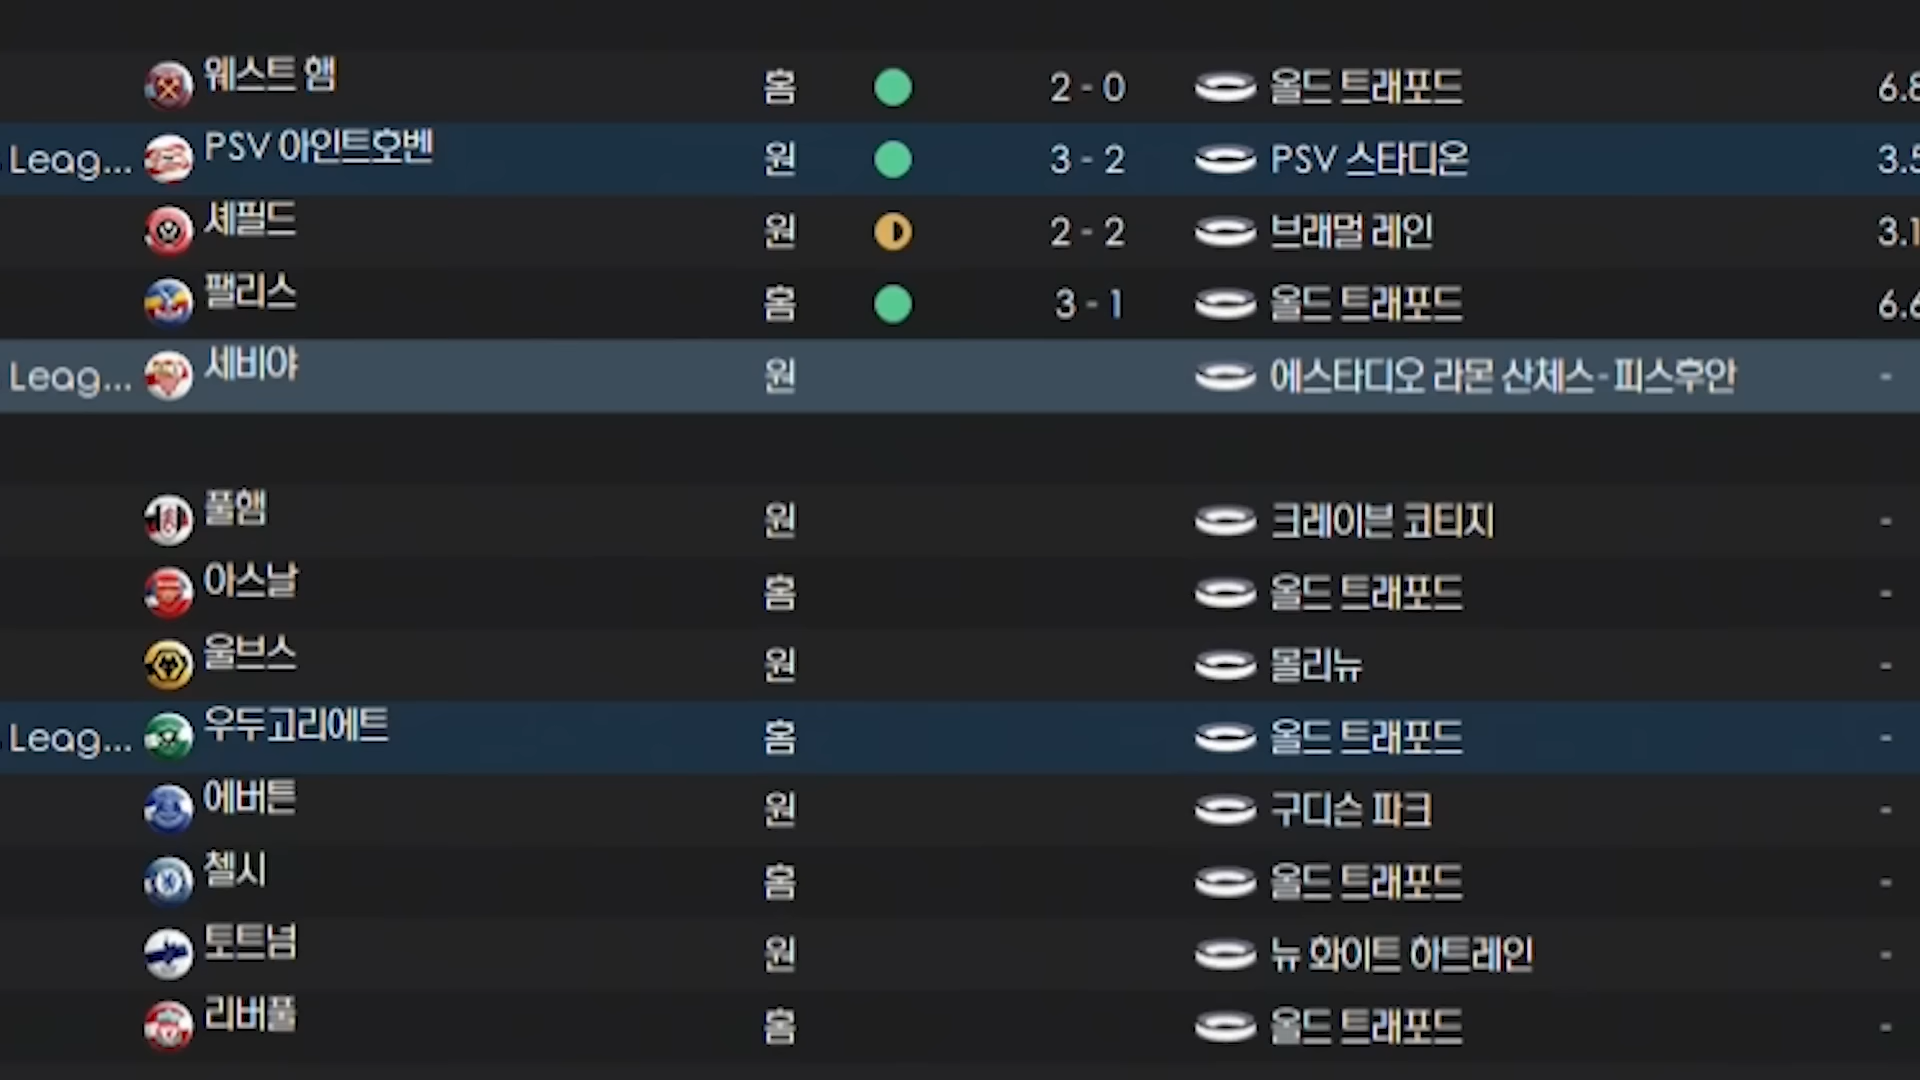 웨스트 햄 홈 2 - 0 올드 트래포드 6.8
Leag... PSV 아인트호벤 원 3 - 2 PSV 스타디온 3.5
셰필드 원 2 - 2 브래멀 레인 3.1
팰리스 홈 3 - 1 올드 트래포드 6.6
Leag... 세비야 원 에스타디오 라몬 산체스-피스후안 -
풀햄 원 크레이븐 코티지 -
아스날 홈 올드 트래포드 -
울브스 원 몰리뉴 -
Leag... 우두고리에트 홈 올드 트래포드 -
에버튼 원 구디슨 파크 -
첼시 홈 올드 트래포드 -
토트넘 원 뉴 화이트 하트레인 -
리버풀 홈 올드 트래포드 -